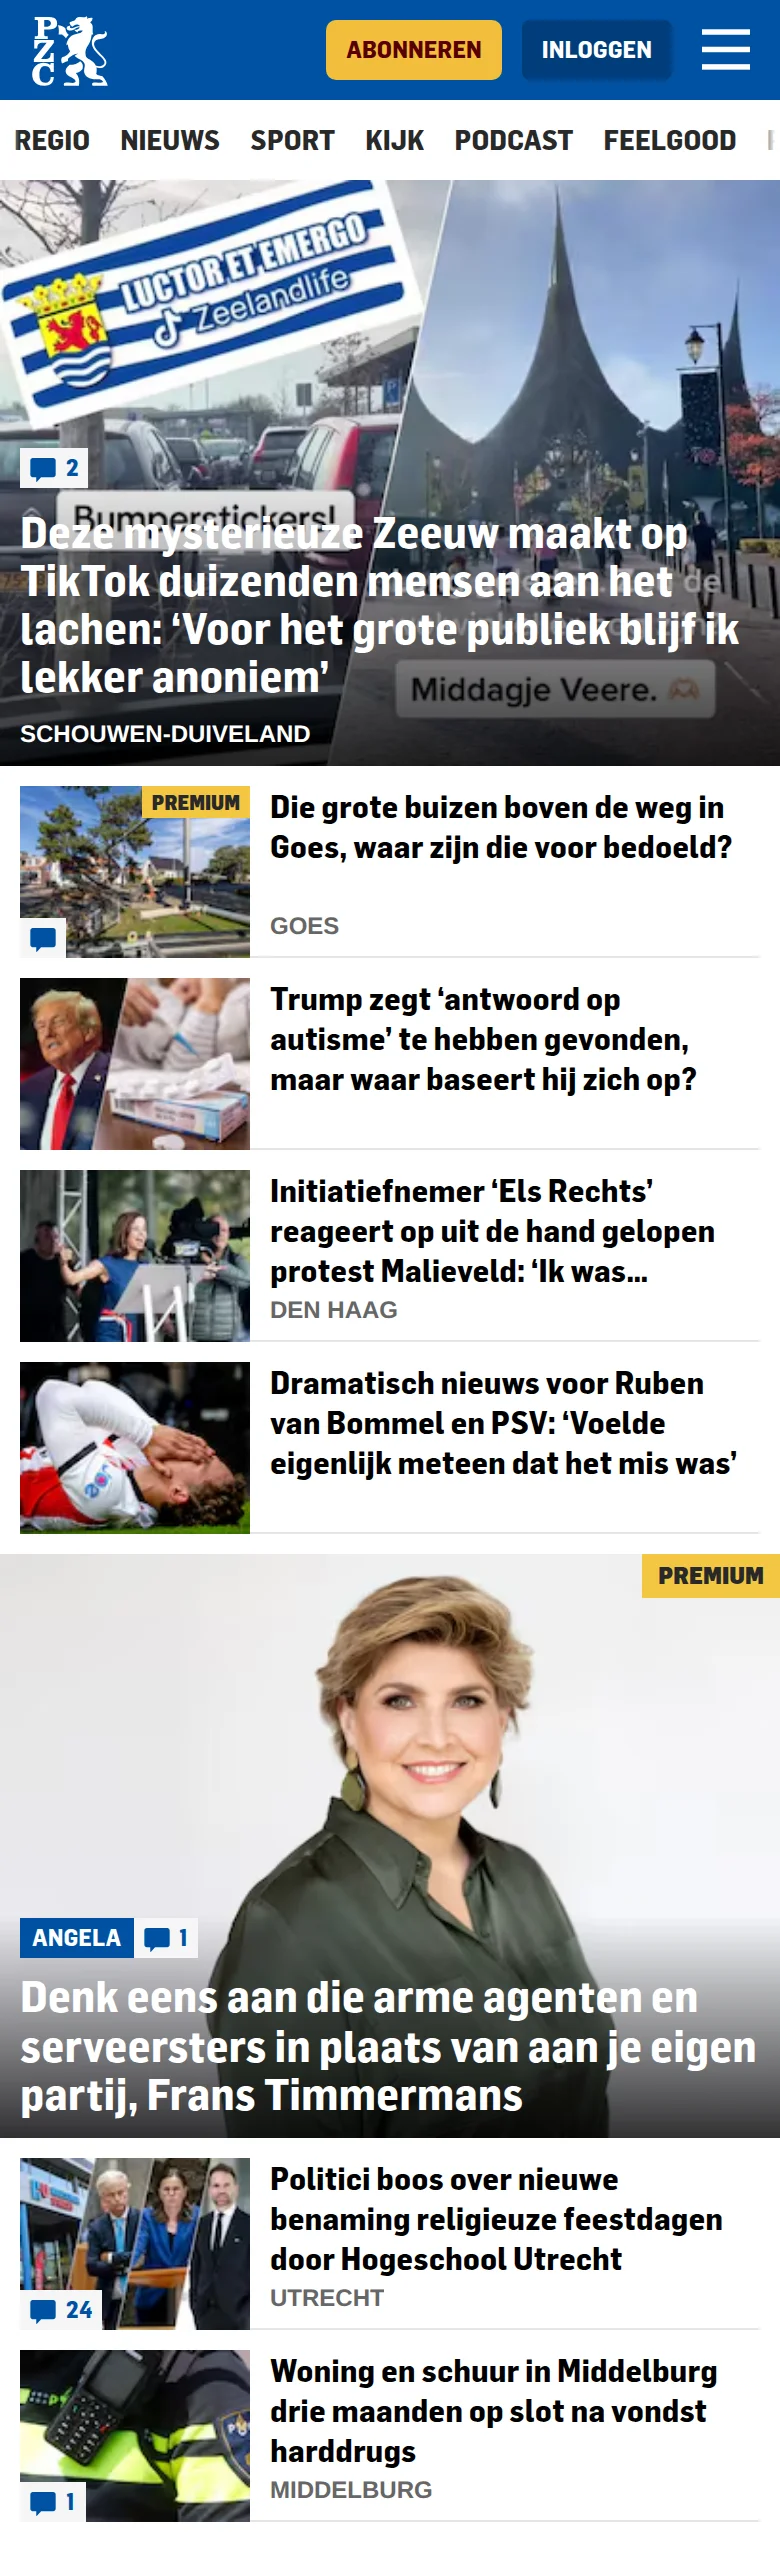 PZC
ABONNEREN
INLOGGEN
REGIO NIEUWS SPORT KIJK PODCAST FEELGOOD
LUCTOR ET EMERGO
Zeelandlife
2
Bumperstickers!
Deze mysterieuze Zeeuw maakt op
TikTok duizenden mensen aan het
lachen: ‘Voor het grote publiek blijf ik
lekker anoniem’
de
Middagje Veere.
SCHOUWEN-DUIVELAND
PREMIUM
Die grote buizen boven de weg in
Goes, waar zijn die voor bedoeld?
GOES
Trump zegt ‘antwoord op
autisme’ te hebben gevonden,
maar waar baseert hij zich op?
Initiatiefnemer ‘Els Rechts’
reageert op uit de hand gelopen
protest Malieveld: ‘Ik was...
DEN HAAG
Dramatisch nieuws voor Ruben
van Bommel en PSV: ‘Voelde
eigenlijk meteen dat het mis was’
PREMIUM
ANGELA 1
Denk eens aan die arme agenten en
serveersters in plaats van aan je eigen
partij, Frans Timmermans
Politici boos over nieuwe
benaming religieuze feestdagen
door Hogeschool Utrecht
UTRECHT
24
Woning en schuur in Middelburg
drie maanden op slot na vondst
harddrugs
MIDDELBURG
1